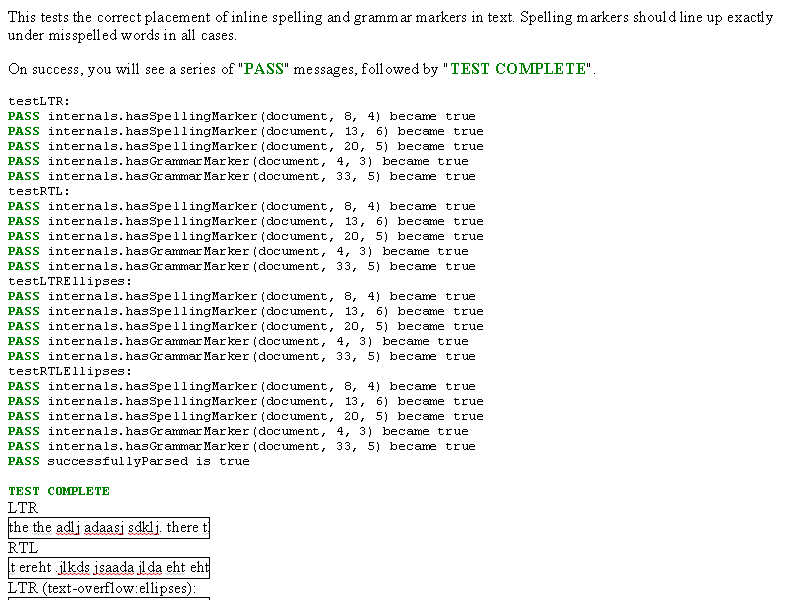 This tests the correct placement of inline spelling and grammar markers in text. Spelling markers should line up exactly
under misspelled words in all cases.
On success, you will see a series of "PASS" messages, followed by "TEST COMPLETE".
testLTR:
PASS internals.hasSpellingMarker(document, 8, 4) became true
PASS internals.hasSpellingMarker(document, 13, 6) became true
PASS internals.hasSpellingMarker(document, 20, 5) became true
PASS internals.hasGrammarMarker(document, 4, 3) became true
PASS internals.hasGrammarMarker(document, 33, 5) became true
testRTL:
PASS internals.hasSpellingMarker(document, 8, 4) became true
PASS internals.hasSpellingMarker(document, 13, 6) became true
PASS internals.hasSpellingMarker(document, 20, 5) became true
PASS internals.hasGrammarMarker(document, 4, 3) became true
PASS internals.hasGrammarMarker(document, 33, 5) became true
testLTREllipses:
PASS internals.hasSpellingMarker(document, 8, 4) became true
PASS internals.hasSpellingMarker(document, 13, 6) became true
PASS internals.hasSpellingMarker(document, 20, 5) became true
PASS internals.hasGrammarMarker(document, 4, 3) became true
PASS internals.hasGrammarMarker(document, 33, 5) became true
testRTLEllipses:
PASS internals.hasSpellingMarker(document, 8, 4) became true
PASS internals.hasSpellingMarker(document, 13, 6) became true
PASS internals.hasSpellingMarker(document, 20, 5) became true
PASS internals.hasGrammarMarker(document, 4, 3) became true
PASS internals.hasGrammarMarker(document, 33, 5) became true
PASS successfullyParsed is true
TEST COMPLETE
LTR
the the adlj adaasj sdklj. there t
RTL
t ereht .jlkds jsaada jlda eht eht
LTR (text-overflow:ellipses):